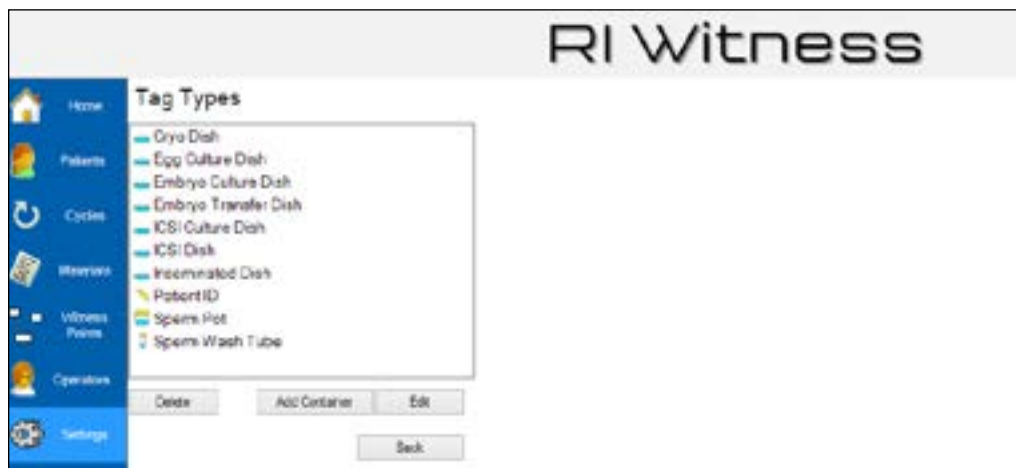 RI Witness
Home
Patients
Cycles
Materials
Witness
Points
Operators
Settings
Tag Types
Cryo Dish
Egg Culture Dish
Embryo Culture Dish
Embryo Transfer Dish
ICSI Culture Dish
ICSI Dish
Inseminated Dish
Patient ID
Sperm Pot
Sperm Wash Tube
Delete
Add Container
Edit
Back